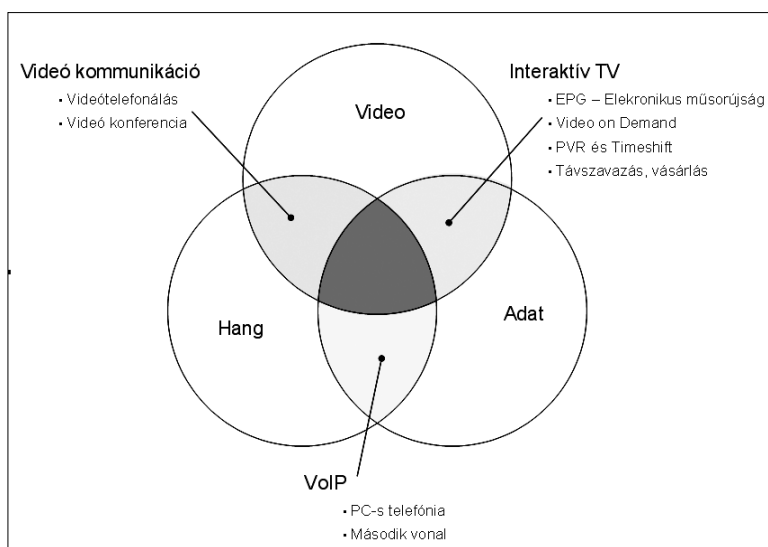 Videó kommunikáció
▪ Videótelefonálás
▪ Videó konferencia
Interaktív TV
▪ EPG – Elekronikus műsorújság
▪ Video on Demand
▪ PVR és Timeshift
▪ Távszavazás, vásárlás
Video
Hang
Adat
VoIP
▪ PC-s telefónia
▪ Második vonal